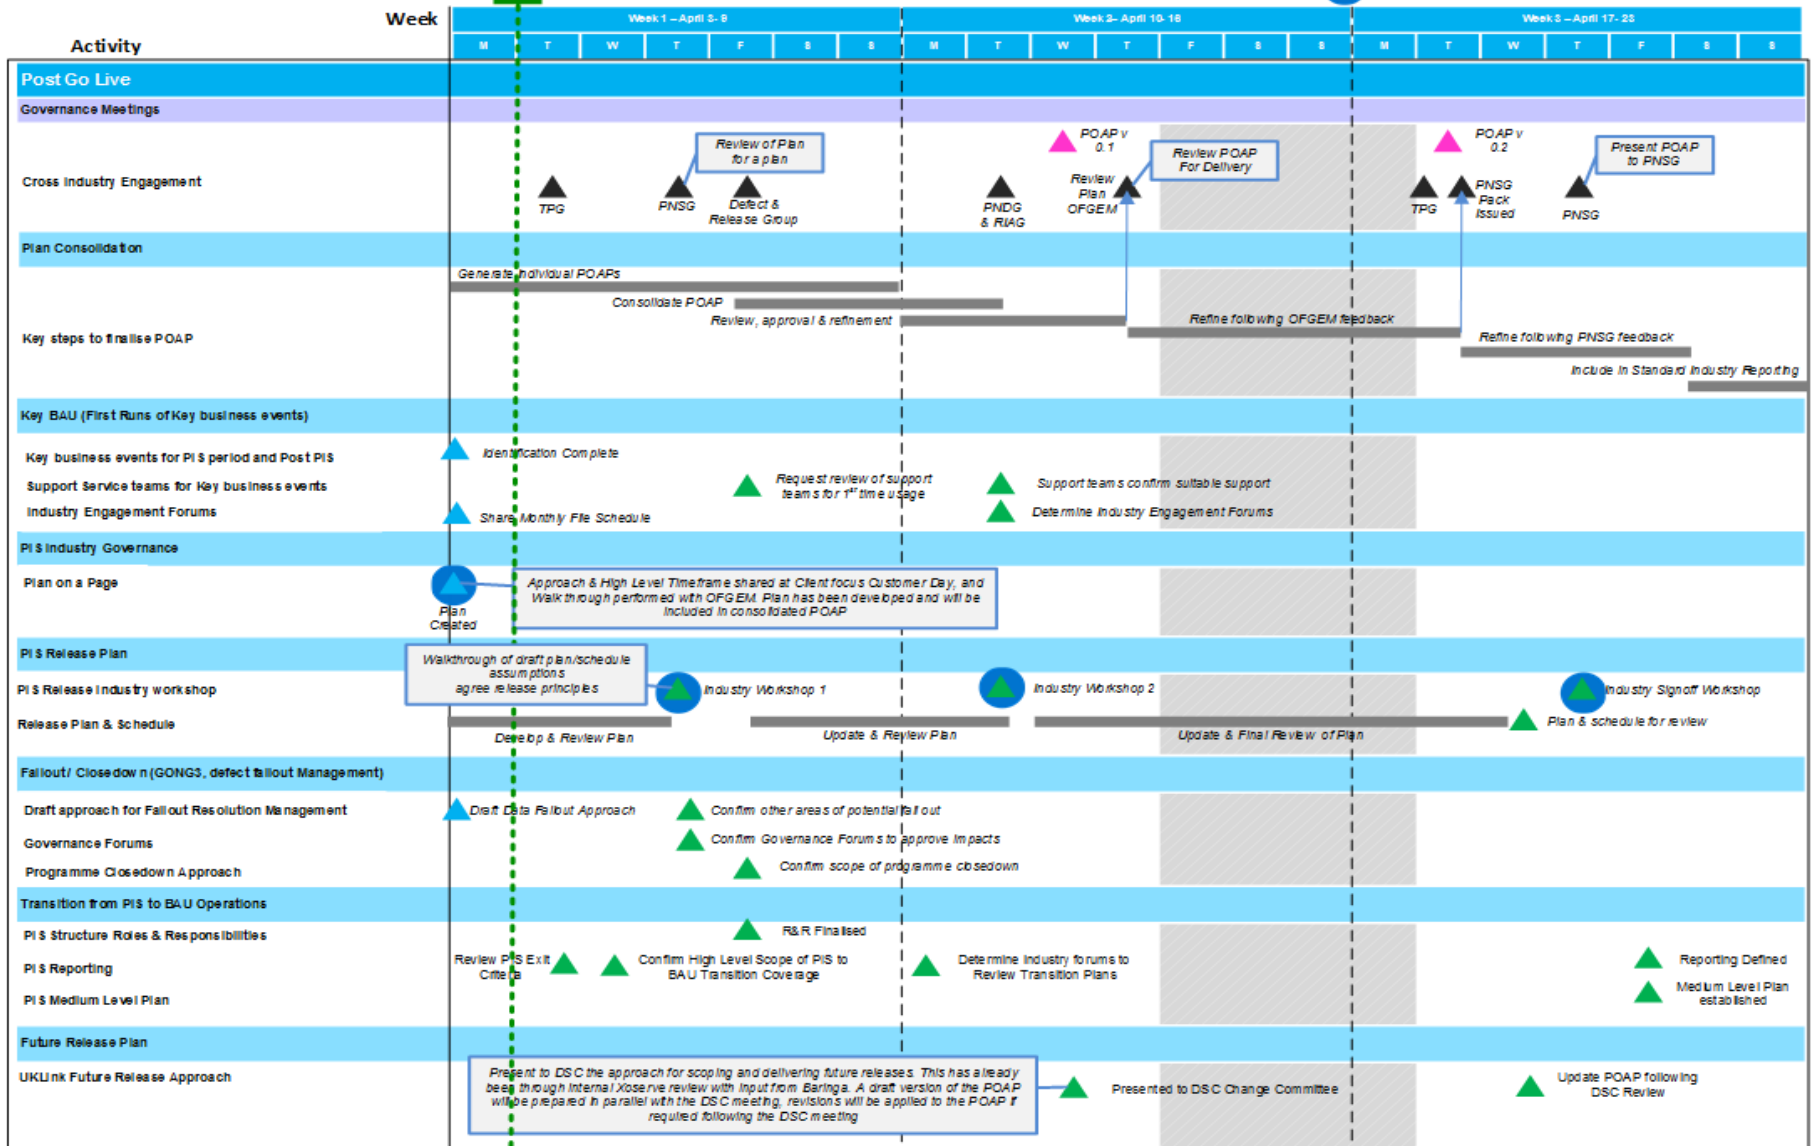 Week
Week 1 – April 3- 9
Week 2- April 10- 16
Week 3 – April 17- 23
Activity
M T W T F S S M T W T F S S M T W T F S S
Post Go Live
Governance Meetings
Cross Industry Engagement
Review of Plan
for a plan
POAP v
0.1
Review POAP
For Delivery
POAP v
0.2
Present POAP
to PNSG
TPG
PNSG
Defect &
Release Group
PNDG
& RIAG
Review
Plan
OFGEM
TPG
PNSG
Pack
Issued
PNSG
Plan Consolidation
Key steps to finalise POAP
Generate Individual POAPs
Consolidate POAP
Review, approval & refinement
Refine following OFGEM feedback
Refine following PNSG feedback
Include in Standard Industry Reporting
Key BAU (First Runs of Key business events)
Key business events for PIS period and Post PIS
Identification Complete
Support Service teams for Key business events
Request review of support
teams for 1st time usage
Support teams confirm suitable support
Industry Engagement Forums
Share Monthly File Schedule
Determine Industry Engagement Forums
PIS Industry Governance
Plan on a Page
Plan
Created
Approach & High Level Timeframe shared at Client focus Customer Day, and
Walk through performed with OFGEM. Plan has been developed and will be
included in consolidated POAP
PIS Release Plan
Walkthrough of draft plan/schedule
assumptions
agree release principles
PIS Release Industry workshop
Industry Workshop 1
Industry Workshop 2
Industry Signoff Workshop
Release Plan & Schedule
Develop & Review Plan
Update & Review Plan
Update & Final Review of Plan
Plan & schedule for review
Fallout/ Closedown (GONG3, defect fallout Management)
Draft approach for Fallout Resolution Management
Draft Data Fallout Approach
Confirm other areas of potential fall out
Governance Forums
Confirm Governance Forums to approve impacts
Programme Closedown Approach
Confirm scope of programme closedown
Transition from PIS to BAU Operations
PIS Structure Roles & Responsibilities
R&R Finalised
PIS Reporting
Review PIS Exit
Criteria
Confirm High Level Scope of PIS to
BAU Transition Coverage
Determine Industry forums to
Review Transition Plans
Reporting Defined
PIS Medium Level Plan
Medium Level Plan
established
Future Release Plan
UKLink Future Release Approach
Present to DSC the approach for scoping and delivering future releases. This has already
been through internal Xoserve review with input from Baringa. A draft version of the POAP
will be prepared in parallel with the DSC meeting, revisions will be applied to the POAP if
required following the DSC meeting
Presented to DSC Change Committee
Update POAP following
DSC Review